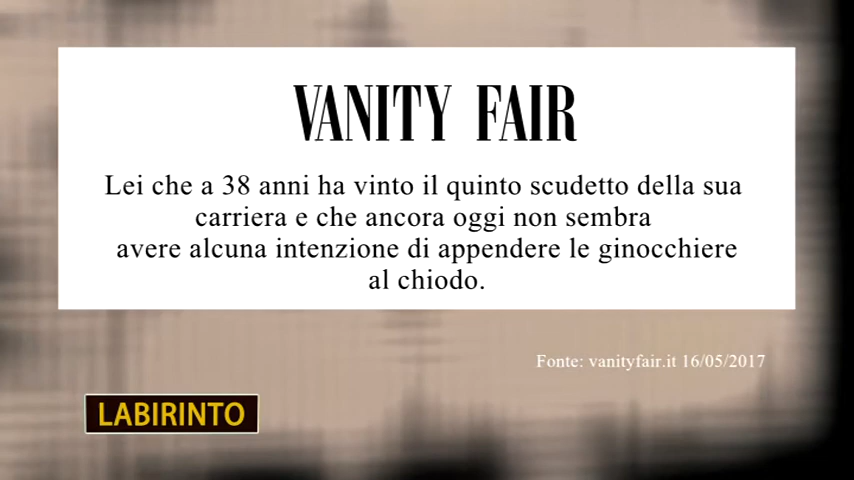 VANITY FAIR
Lei che a 38 anni ha vinto il quinto scudetto della sua
carriera e che ancora oggi non sembra
avere alcuna intenzione di appendere le ginocchiere
al chiodo.
Fonte: vanityfair.it 16/05/2017
LABIRINTO